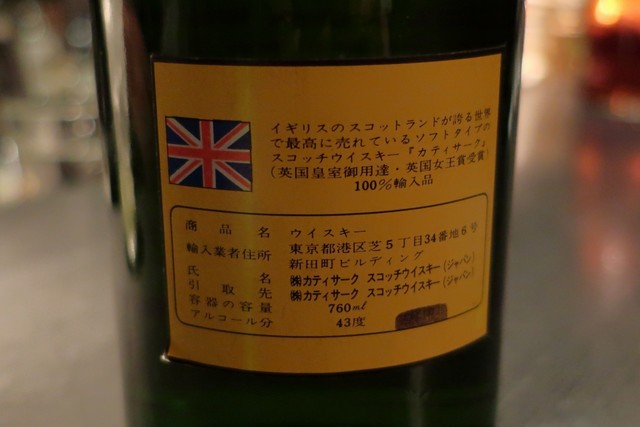 イギリスのスコットランドが誇る世界
で最高に売れているソフトタイプの
スコッチウイスキー『カティサーク』
(英国皇室御用達・英国女王賞受賞)
100%輸入品
商品名 ウイスキー
輸入業者住所 東京都港区芝5丁目34番地6号
新田町ビルディング
氏名 ㈱カティサーク スコッチウイスキー(ジャパン)
引取先 ㈱カティサーク スコッチウイスキー(ジャパン)
容器の容量 760ml
アルコール分 43度